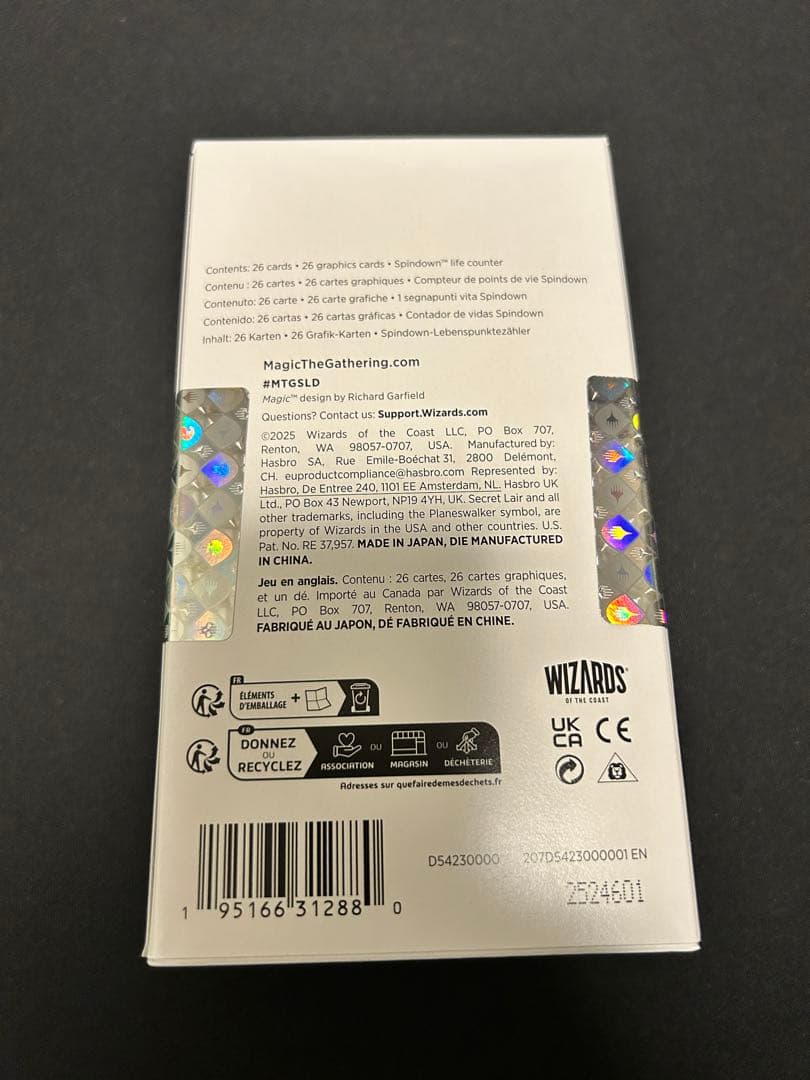 Contents: 26 cards • 26 graphics cards • Spindown™ life counter
Contenu : 26 cartes • 26 cartes graphiques • Compteur de points de vie Spindown
Contenuto: 26 carte • 26 carte grafiche • 1 segnapunti vita Spindown
Contenido: 26 cartas • 26 cartas gráficas • Contador de vidas Spindown
Inhalt: 26 Karten • 26 Grafik-Karten • Spindown-Lebenspunktezähler
MagicTheGathering.com
#MTGSLD
Magic™ design by Richard Garfield
Questions? Contact us: Support.Wizards.com
©2025 Wizards of the Coast LLC, PO Box 707,
Renton, WA 98057-0707, USA. Manufactured by:
Hasbro SA, Rue Emile-Boéchat 31, 2800 Delémont,
CH. euproductcompliance@hasbro.com Represented by:
Hasbro, De Entree 240, 1101 EE Amsterdam, NL. Hasbro UK
Ltd., PO Box 43 Newport, NP19 4YH, UK. Secret Lair and all
other trademarks, including the Planeswalker symbol, are
property of Wizards in the USA and other countries. U.S.
Pat. No. RE 37,957. MADE IN JAPAN, DIE MANUFACTURED
IN CHINA.
Jeu en anglais. Contenu : 26 cartes, 26 cartes graphiques,
et un dé. Importé au Canada par Wizards of the Coast
LLC, PO Box 707, Renton, WA 98057-0707, USA.
FABRIQUÉ AU JAPON, DÉ FABRIQUÉ EN CHINE.
FR
ÉLÉMENTS
D'EMBALLAGE +
FR
DONNEZ
OU
RECYCLEZ
ASSOCIATION OU MAGASIN OU DÉCHÈTERIE
Adresses sur quefairedemesdechets.fr
WIZARDS
OF THE COAST
UK
CA CE
D54230000 207D5423000001 EN
2524601
1 95166 31288 0